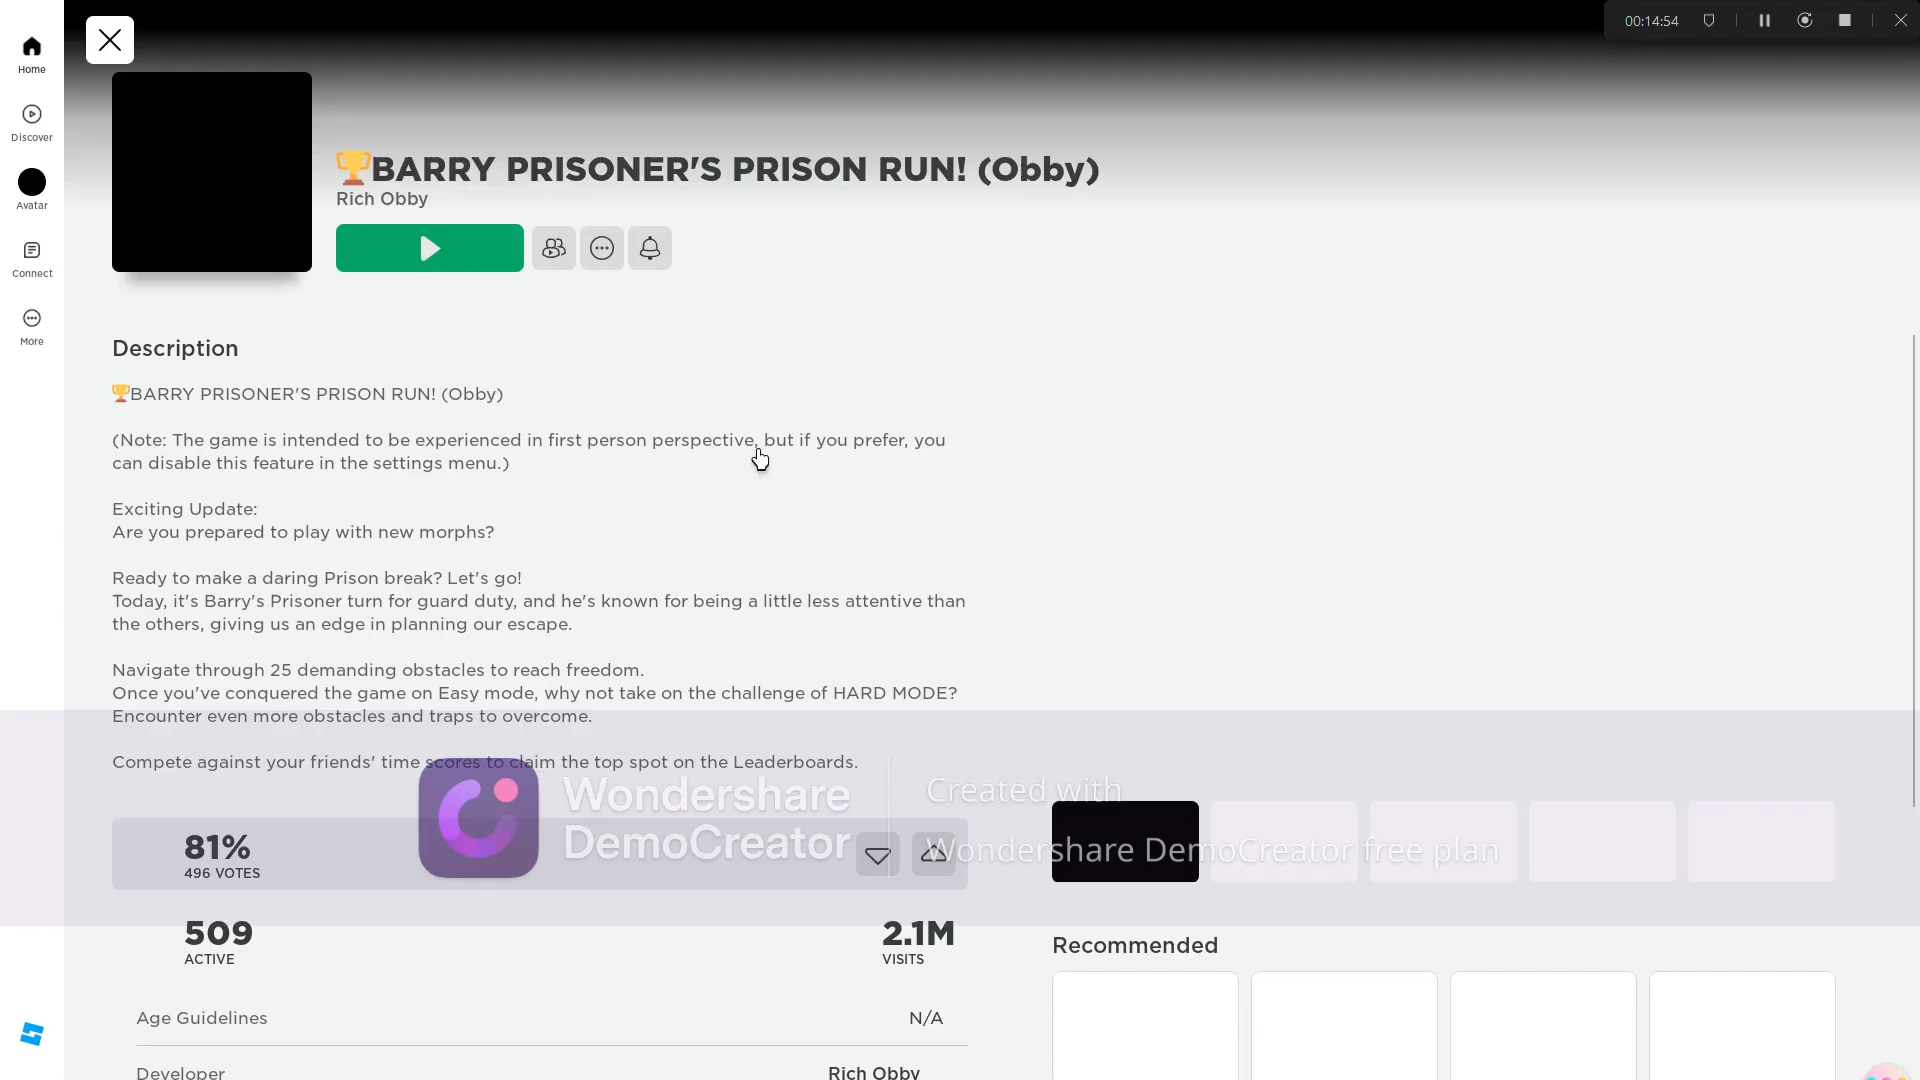 00:14:54
Home
Discover
Avatar
Connect
More
🏆BARRY PRISONER'S PRISON RUN! (Obby)
Rich Obby
Description
🏆BARRY PRISONER'S PRISON RUN! (Obby)
(Note: The game is intended to be experienced in first person perspective, but if you prefer, you
can disable this feature in the settings menu.)
Exciting Update:
Are you prepared to play with new morphs?
Ready to make a daring Prison break? Let's go!
Today, it's Barry's Prisoner turn for guard duty, and he's known for being a little less attentive than
the others, giving us an edge in planning our escape.
Navigate through 25 demanding obstacles to reach freedom.
Once you've conquered the game on Easy mode, why not take on the challenge of HARD MODE?
Encounter even more obstacles and traps to overcome.
Compete against your friends' time scores to claim the top spot on the Leaderboards.
Wondershare
DemoCreator
Created with
Wondershare DemoCreator free plan
81%
496 VOTES
509
ACTIVE
2.1M
VISITS
Recommended
Age Guidelines
N/A
Developer
Rich Obby